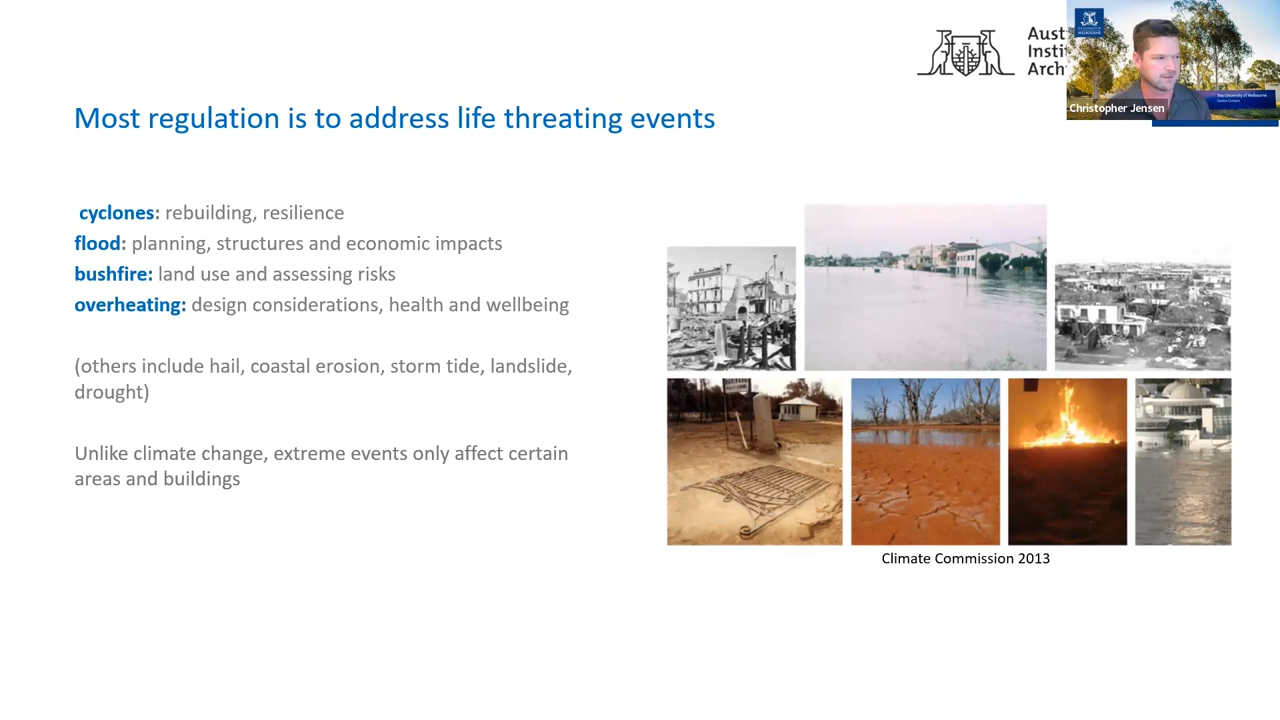 Aust
Insti
Arch
Christopher Jensen
Most regulation is to address life threating events
cyclones: rebuilding, resilience
flood: planning, structures and economic impacts
bushfire: land use and assessing risks
overheating: design considerations, health and wellbeing
(others include hail, coastal erosion, storm tide, landslide,
drought)
Unlike climate change, extreme events only affect certain
areas and buildings
Climate Commission 2013